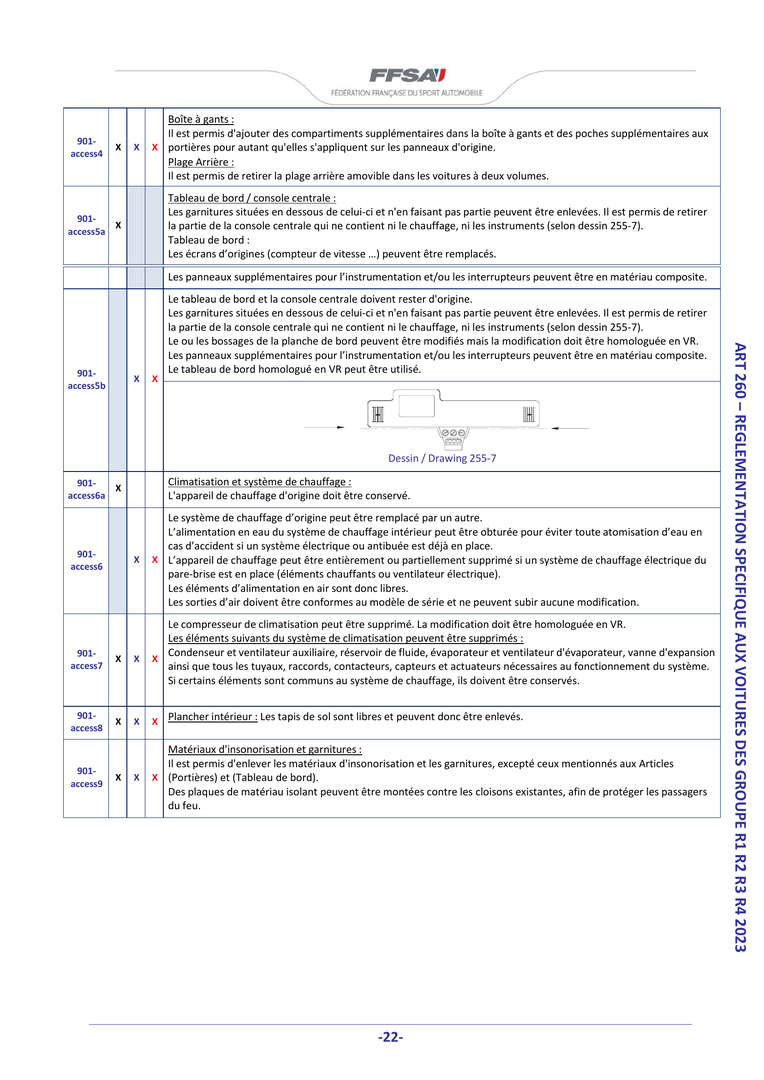 FFSA
FÉDÉRATION FRANÇAISE DU SPORT AUTOMOBILE
901-
access4
X X X
Boîte à gants :
Il est permis d'ajouter des compartiments supplémentaires dans la boîte à gants et des poches supplémentaires aux
portières pour autant qu'elles s'appliquent sur les panneaux d'origine.
Plage Arrière :
Il est permis de retirer la plage arrière amovible dans les voitures à deux volumes.
901-
access5a
X
Tableau de bord / console centrale :
Les garnitures situées en dessous de celui-ci et n'en faisant pas partie peuvent être enlevées. Il est permis de retirer
la partie de la console centrale qui ne contient ni le chauffage, ni les instruments (selon dessin 255-7).
Tableau de bord :
Les écrans d'origines (compteur de vitesse …) peuvent être remplacés.
Les panneaux supplémentaires pour l'instrumentation et/ou les interrupteurs peuvent être en matériau composite.
901-
access5b
X X
Le tableau de bord et la console centrale doivent rester d'origine.
Les garnitures situées en dessous de celui-ci et n'en faisant pas partie peuvent être enlevées. Il est permis de retirer
la partie de la console centrale qui ne contient ni le chauffage, ni les instruments (selon dessin 255-7).
Le ou les bossages de la planche de bord peuvent être modifiés mais la modification doit être homologuée en VR.
Les panneaux supplémentaires pour l'instrumentation et/ou les interrupteurs peuvent être en matériau composite.
Le tableau de bord homologué en VR peut être utilisé.
Dessin / Drawing 255-7
901-
access6a
X
Climatisation et système de chauffage :
L'appareil de chauffage d'origine doit être conservé.
901-
access6
X X
Le système de chauffage d'origine peut être remplacé par un autre.
L'alimentation en eau du système de chauffage intérieur peut être obturée pour éviter toute atomisation d'eau en
cas d'accident si un système électrique ou antibuée est déjà en place.
L'appareil de chauffage peut être entièrement ou partiellement supprimé si un système de chauffage électrique du
pare-brise est en place (éléments chauffants ou ventilateur électrique).
Les éléments d'alimentation en air sont donc libres.
Les sorties d'air doivent être conformes au modèle de série et ne peuvent subir aucune modification.
901-
access7
X X X
Le compresseur de climatisation peut être supprimé. La modification doit être homologuée en VR.
Les éléments suivants du système de climatisation peuvent être supprimés :
Condenseur et ventilateur auxiliaire, réservoir de fluide, évaporateur et ventilateur d'évaporateur, vanne d'expansion
ainsi que tous les tuyaux, raccords, contacteurs, capteurs et actuateurs nécessaires au fonctionnement du système.
Si certains éléments sont communs au système de chauffage, ils doivent être conservés.
901-
access8
X X X
Plancher intérieur : Les tapis de sol sont libres et peuvent donc être enlevés.
901-
access9
X X X
Matériaux d'insonorisation et garnitures :
Il est permis d'enlever les matériaux d'insonorisation et les garnitures, excepté ceux mentionnés aux Articles
(Portières) et (Tableau de bord).
Des plaques de matériau isolant peuvent être montées contre les cloisons existantes, afin de protéger les passagers
du feu.
ART 260 – REGLEMENTATION SPECIFIQUE AUX VOITURES DES GROUPE R1 R2 R3 R4 2023
-22-